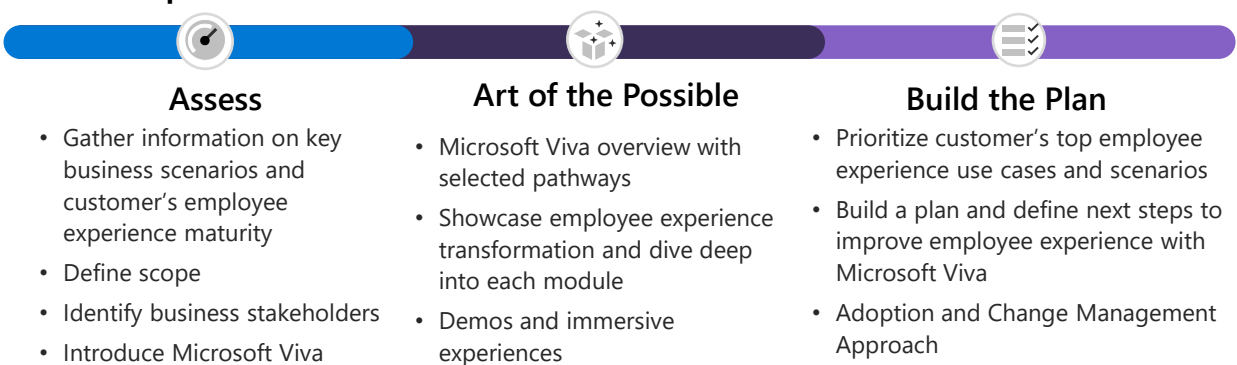 Assess
• Gather information on key
business scenarios and
customer's employee
experience maturity
• Define scope
• Identify business stakeholders
• Introduce Microsoft Viva
Art of the Possible
• Microsoft Viva overview with
selected pathways
• Showcase employee experience
transformation and dive deep
into each module
• Demos and immersive
experiences
Build the Plan
• Prioritize customer's top employee
experience use cases and scenarios
• Build a plan and define next steps to
improve employee experience with
Microsoft Viva
• Adoption and Change Management
Approach